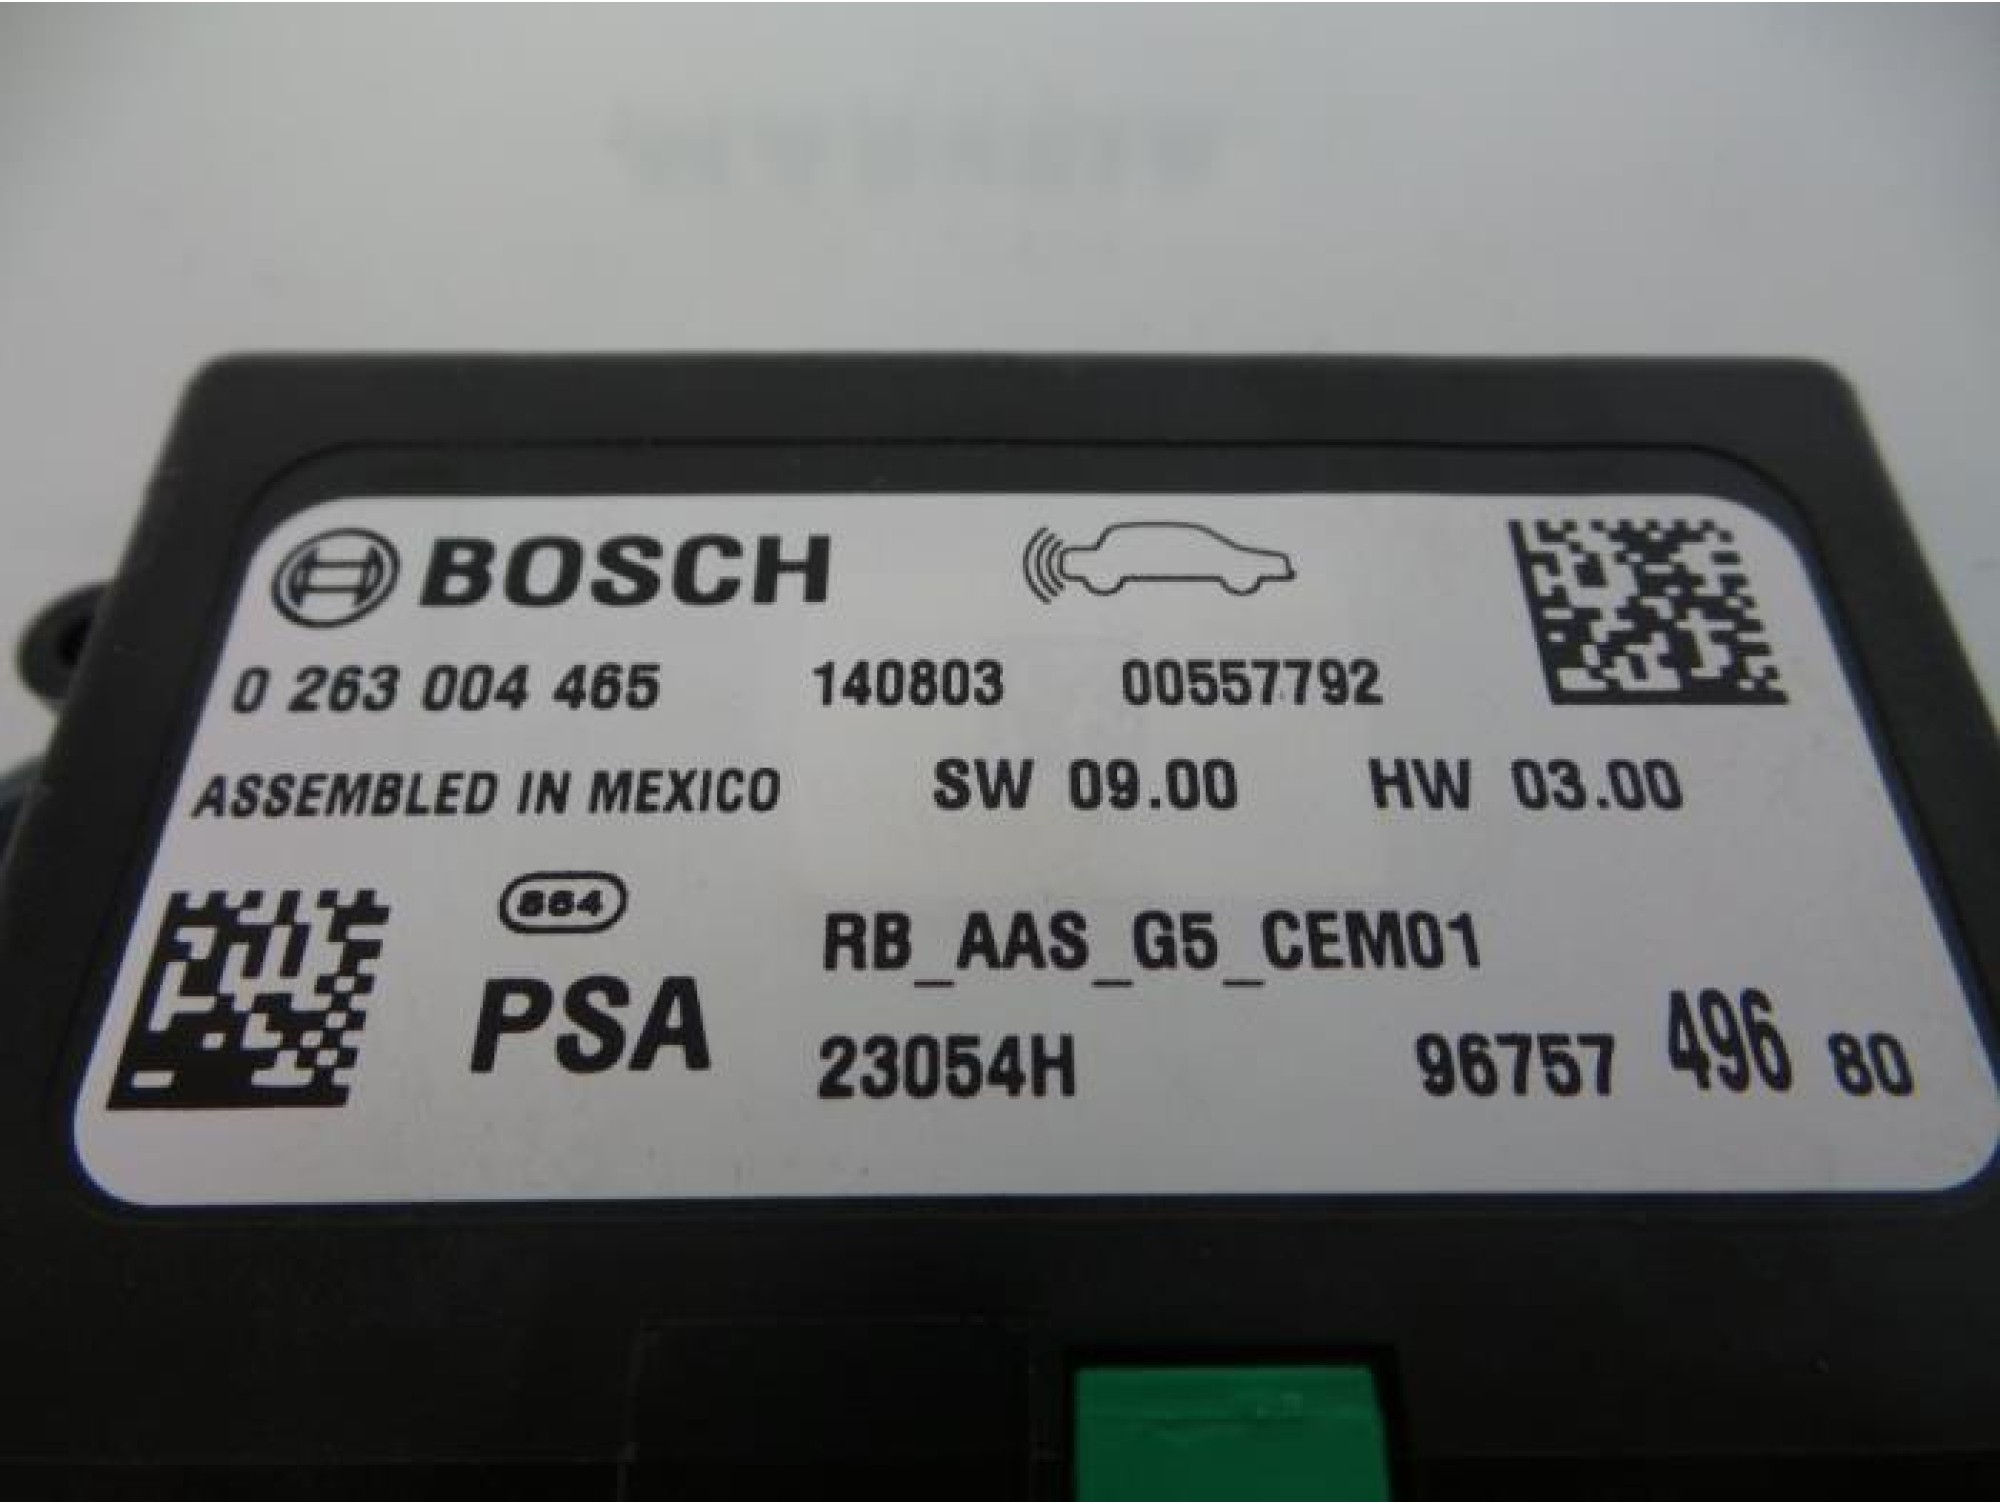 BOSCH
0 263 004 465 140803 00557792
ASSEMBLED IN MEXICO SW 09.00 HW 03.00
RB_AAS_G5_CEM01
PSA 23054H 96757 496 80